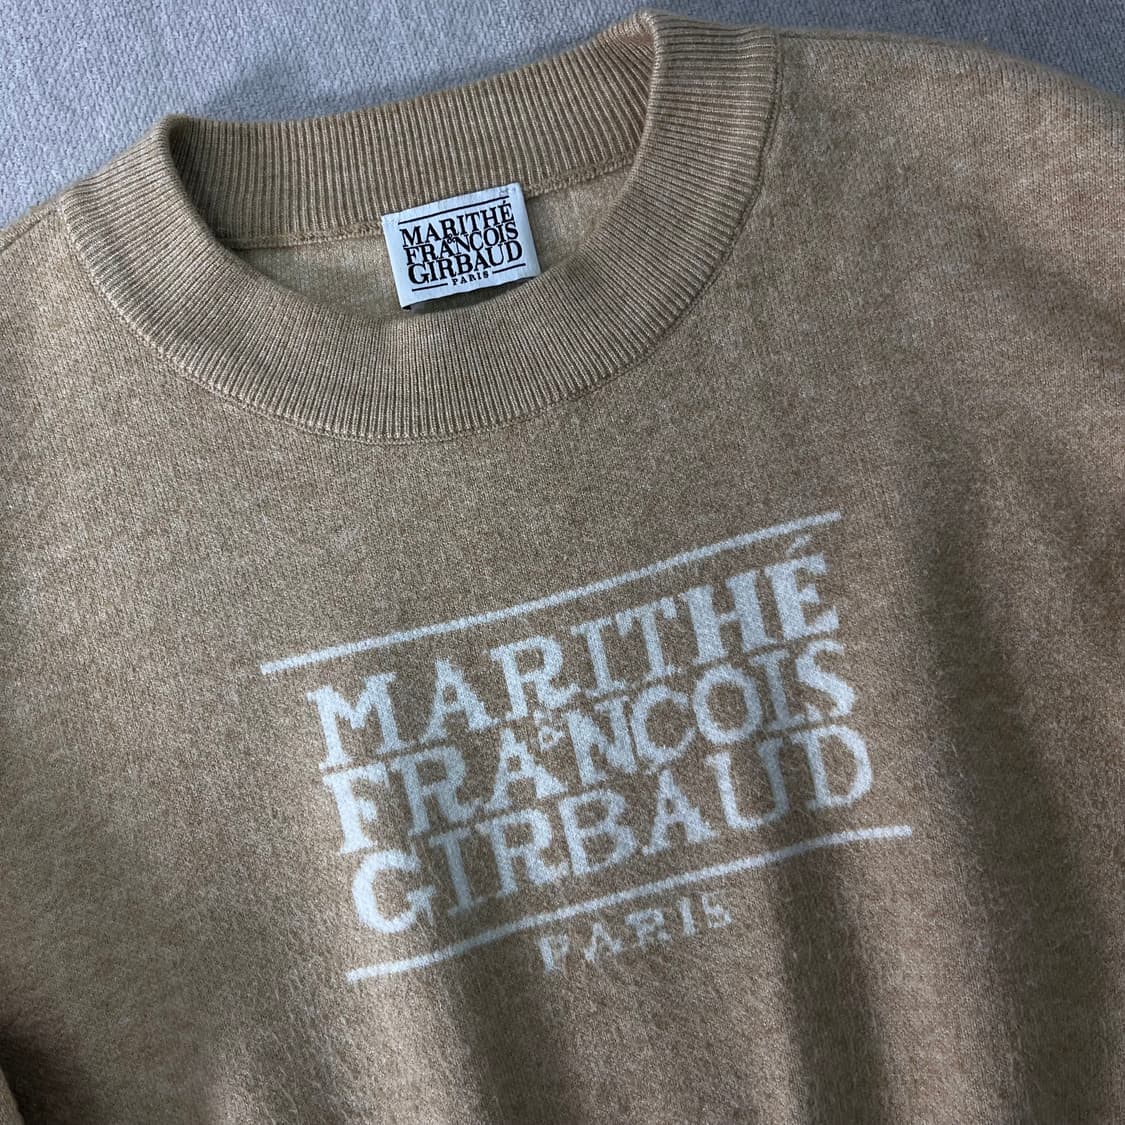 MARITHÉ
&
FRANÇOIS
GIRBAUD
PARIS
MARITHÉ
&
FRANÇOIS
GIRBAUD
PARIS